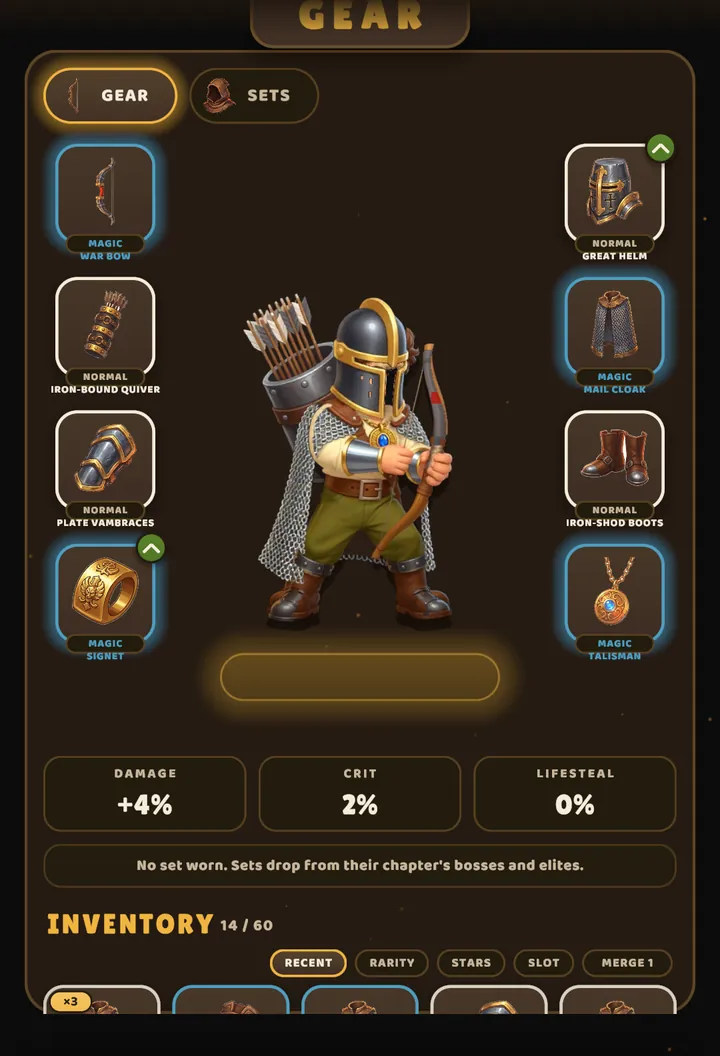 GEAR
GEAR
SETS
MAGIC
WAR BOW
NORMAL
GREAT HELM
NORMAL
IRON-BOUND QUIVER
MAGIC
MAIL CLOAK
NORMAL
PLATE VAMBRACES
NORMAL
IRON-SHOD BOOTS
MAGIC
SIGNET
MAGIC
TALISMAN
DAMAGE
+4%
CRIT
2%
LIFESTEAL
0%
No set worn. Sets drop from their chapter's bosses and elites.
INVENTORY 14 / 60
RECENT
RARITY
STARS
SLOT
MERGE 1
×3